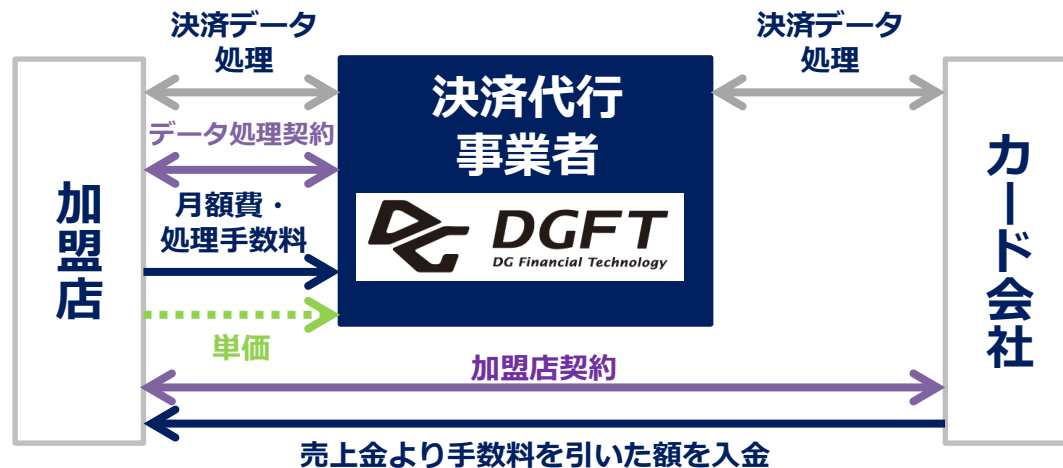 決済データ
処理
決済データ
処理
加盟店
データ処理契約
月額費・
処理手数料
単価
決済代行
事業者
DGFT
DG Financial Technology
カード会社
加盟店契約
売上金より手数料を引いた額を入金